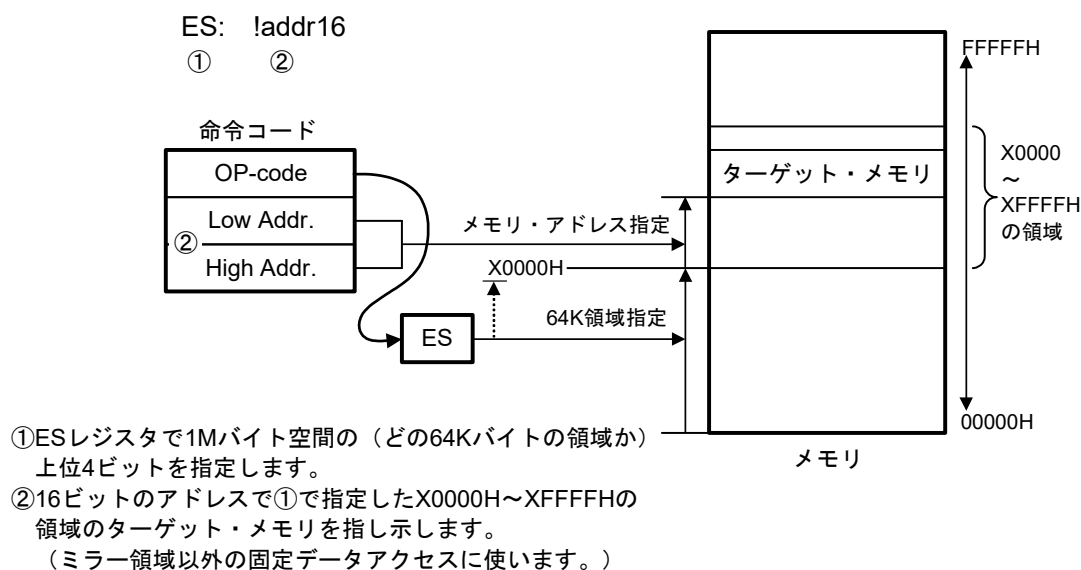 ES: !addr16
① ②
命令コード
OP-code
Low Addr.
②
High Addr.
ES
メモリ・アドレス指定
X0000H
64K領域指定
ターゲット・メモリ
メモリ
FFFFFH
X0000
～
XFFFFH
の領域
00000H
①ESレジスタで1Mバイト空間の（どの64Kバイトの領域か）
上位4ビットを指定します。
②16ビットのアドレスで①で指定したX0000H～XFFFFHの
領域のターゲット・メモリを指し示します。
（ミラー領域以外の固定データアクセスに使います。）